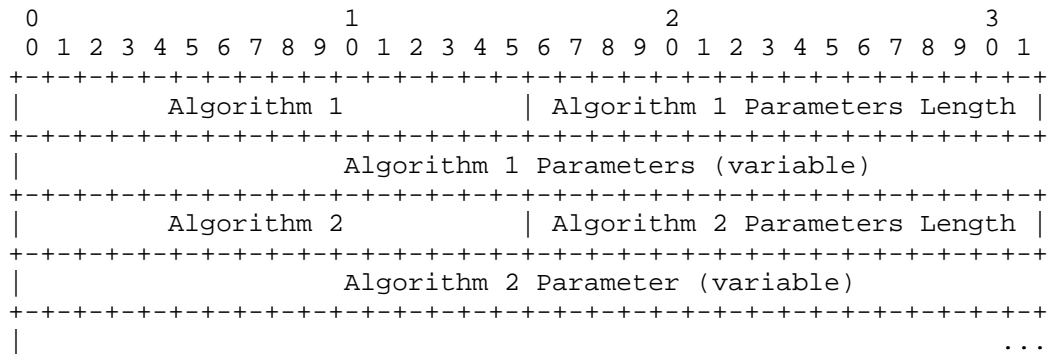 0                   1                   2                   3
 0 1 2 3 4 5 6 7 8 9 0 1 2 3 4 5 6 7 8 9 0 1 2 3 4 5 6 7 8 9 0 1
+-+-+-+-+-+-+-+-+-+-+-+-+-+-+-+-+-+-+-+-+-+-+-+-+-+-+-+-+-+-+-+-+
|         Algorithm 1           | Algorithm 1 Parameters Length |
+-+-+-+-+-+-+-+-+-+-+-+-+-+-+-+-+-+-+-+-+-+-+-+-+-+-+-+-+-+-+-+-+
|                    Algorithm 1 Parameters (variable)
+-+-+-+-+-+-+-+-+-+-+-+-+-+-+-+-+-+-+-+-+-+-+-+-+-+-+-+-+-+-+-+-+
|         Algorithm 2           | Algorithm 2 Parameters Length |
+-+-+-+-+-+-+-+-+-+-+-+-+-+-+-+-+-+-+-+-+-+-+-+-+-+-+-+-+-+-+-+-+
|                    Algorithm 2 Parameter (variable)
+-+-+-+-+-+-+-+-+-+-+-+-+-+-+-+-+-+-+-+-+-+-+-+-+-+-+-+-+-+-+-+-+
|                                                             ...